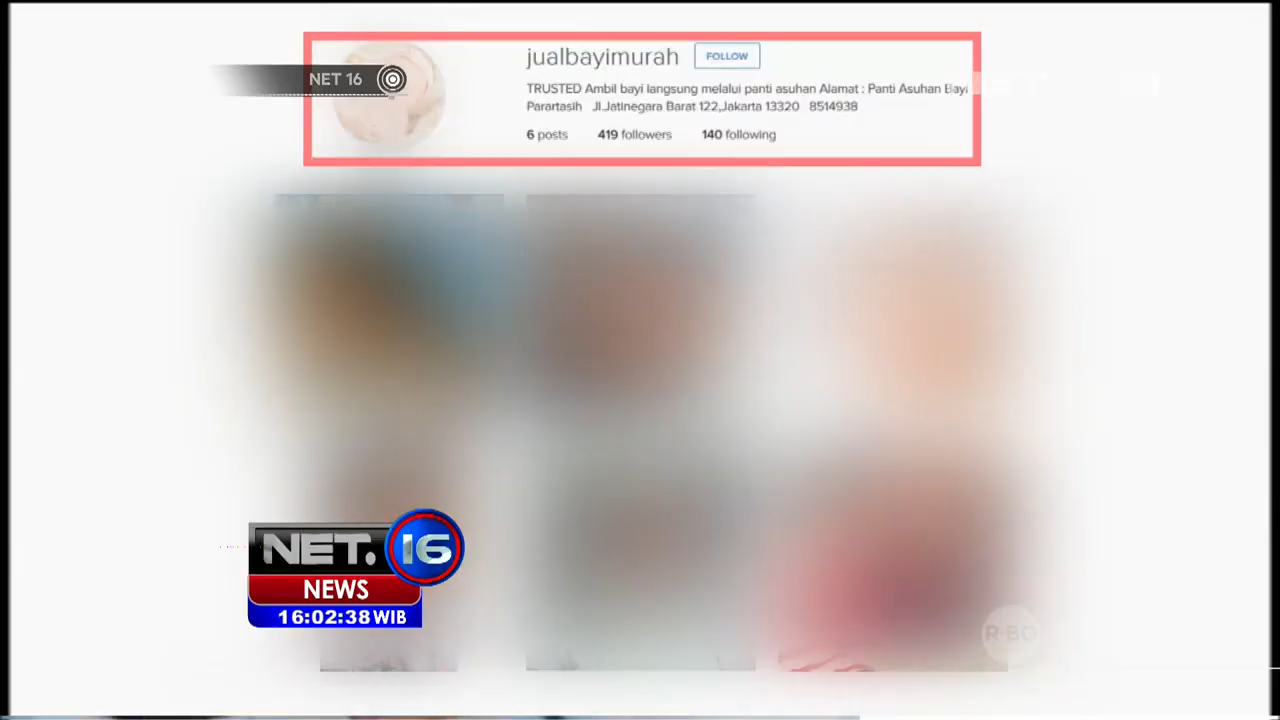 jualbayimurah FOLLOW
NET 16
TRUSTED Ambil bayi langsung melalui panti asuhan Alamat : Panti Asuhan Bayi
Parartasih Jl.Jatinegara Barat 122,Jakarta 13320 8514938
6 posts 419 followers 140 following
NET. 16
NEWS
16:02:38 WIB
R-BO